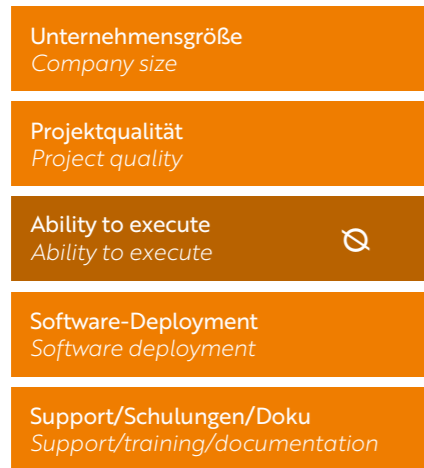 Unternehmensgröße
Company size
Projektqualität
Project quality
Ability to execute
Ability to execute
Software-Deployment
Software deployment
Support/Schulungen/Doku
Support/training/documentation